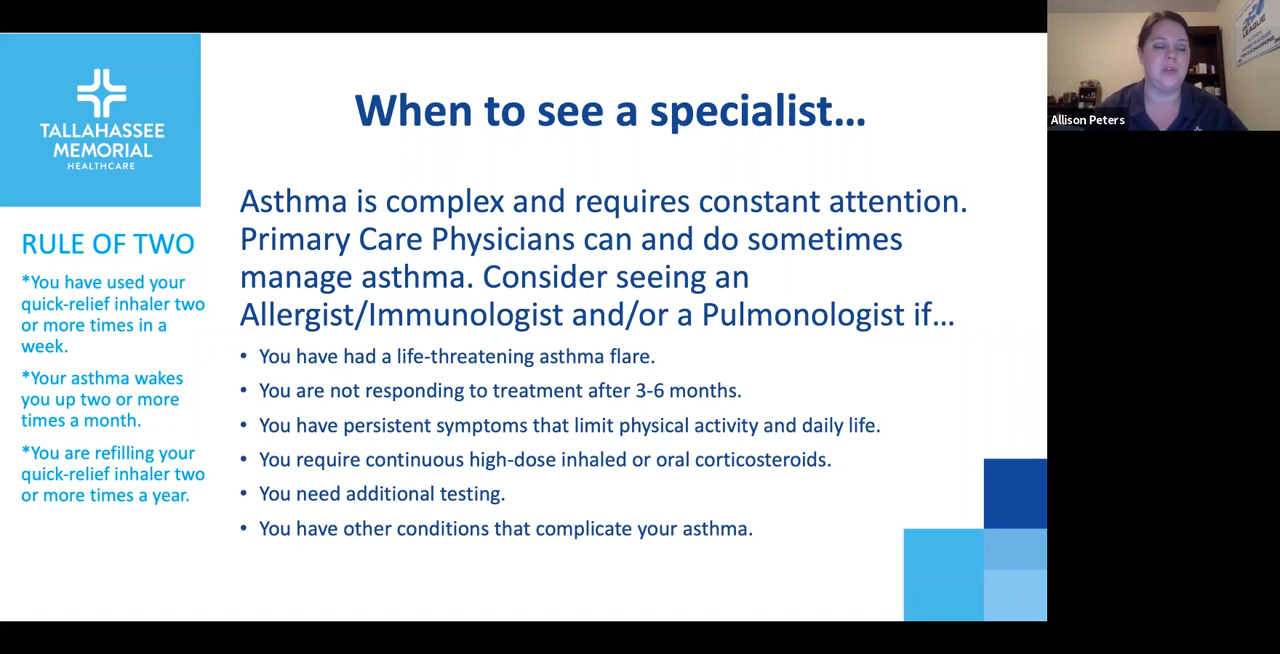 TALLAHASSEE
MEMORIAL
HEALTHCARE
RULE OF TWO
*You have used your
quick-relief inhaler two
or more times in a
week.
*Your asthma wakes
you up two or more
times a month.
*You are refilling your
quick-relief inhaler two
or more times a year.
When to see a specialist...
Asthma is complex and requires constant attention.
Primary Care Physicians can and do sometimes
manage asthma. Consider seeing an
Allergist/Immunologist and/or a Pulmonologist if...
• You have had a life-threatening asthma flare.
• You are not responding to treatment after 3-6 months.
• You have persistent symptoms that limit physical activity and daily life.
• You require continuous high-dose inhaled or oral corticosteroids.
• You need additional testing.
• You have other conditions that complicate your asthma.
LEAGUE
Allison Peters